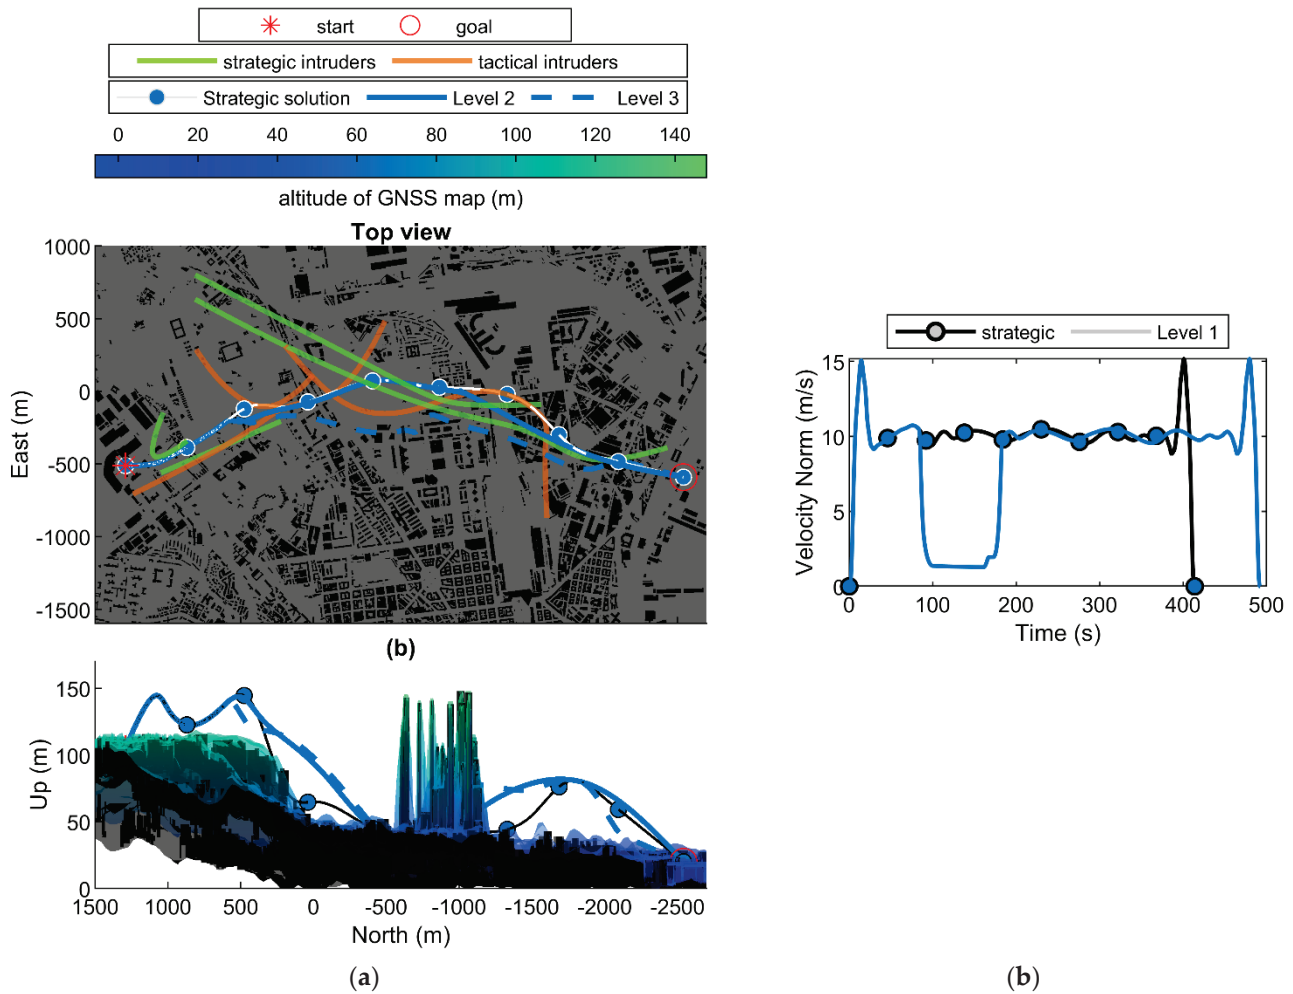 start goal
strategic intruders tactical intruders
Strategic solution Level 2 Level 3
0 20 40 60 80 100 120 140
altitude of GNSS map (m)
Top view
1000
500
0
-500
-1000
-1500
East (m)
(b)
150
100
50
0
Up (m)
1500 1000 500 0 -500 -1000 -1500 -2000 -2500
North (m)
(a)
strategic Level 1
15
10
5
0
Velocity Norm (m/s)
0 100 200 300 400 500
Time (s)
(b)